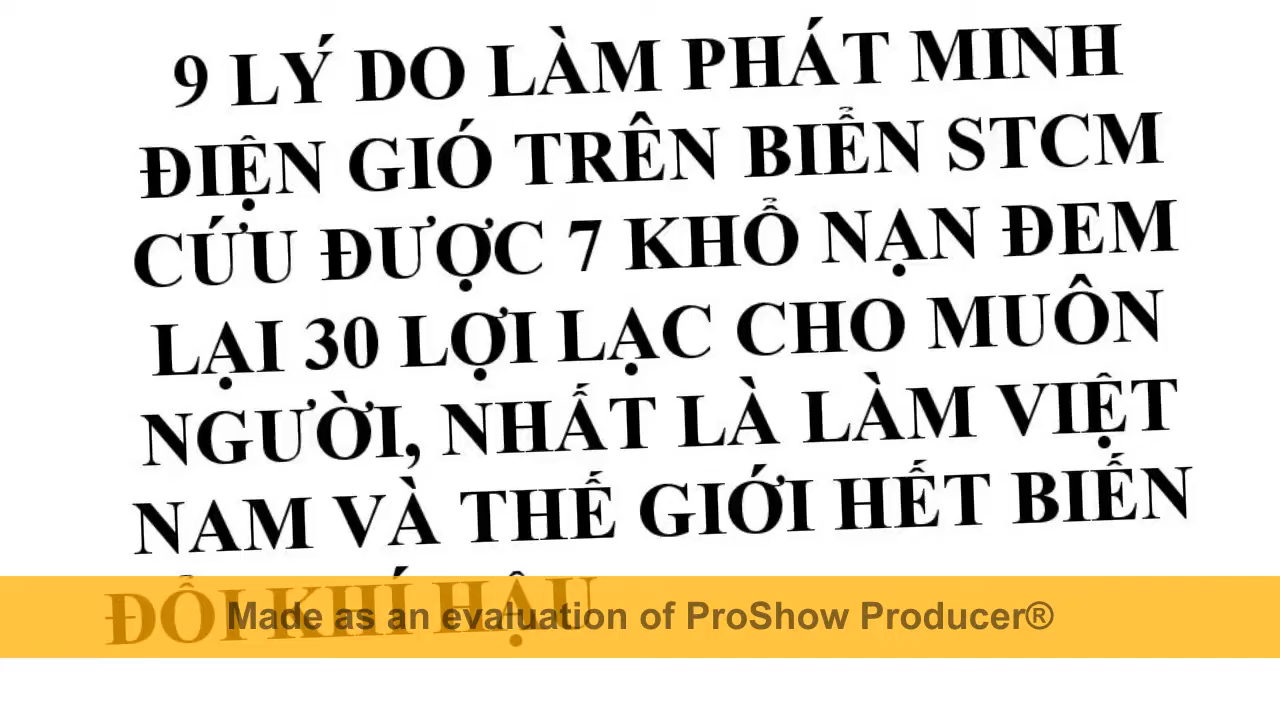 9 LÝ DO LÀM PHÁT MINH
ĐIỆN GIÓ TRÊN BIỂN STCM
CỨU ĐƯỢC 7 KHỔ NẠN ĐEM
LẠI 30 LỢI LẠC CHO MUÔN
NGƯỜI, NHẤT LÀ LÀM VIỆT
NAM VÀ THẾ GIỚI HẾT BIẾN
ĐỔI KHÍ HẬU
Made as an evaluation of ProShow Producer®